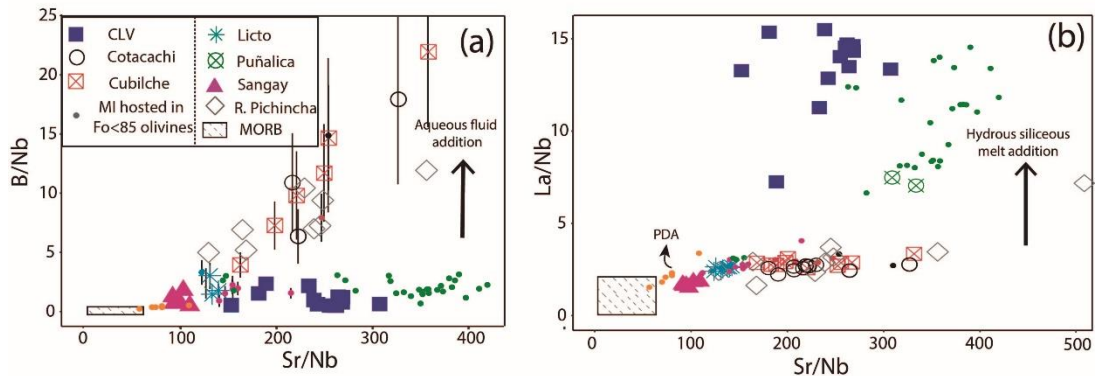 CLV
Cotacachi
Cubilche
MI hosted in
Fo<85 olivines
Licto
Puñalica
Sangay
R. Pichincha
MORB
(a)
Aqueous fluid
addition
B/Nb
25
20
15
10
5
0
0 100 200 300 400
Sr/Nb
(b)
Hydrous siliceous
melt addition
PDA
La/Nb
15
10
5
0
0 100 200 300 400 500
Sr/Nb